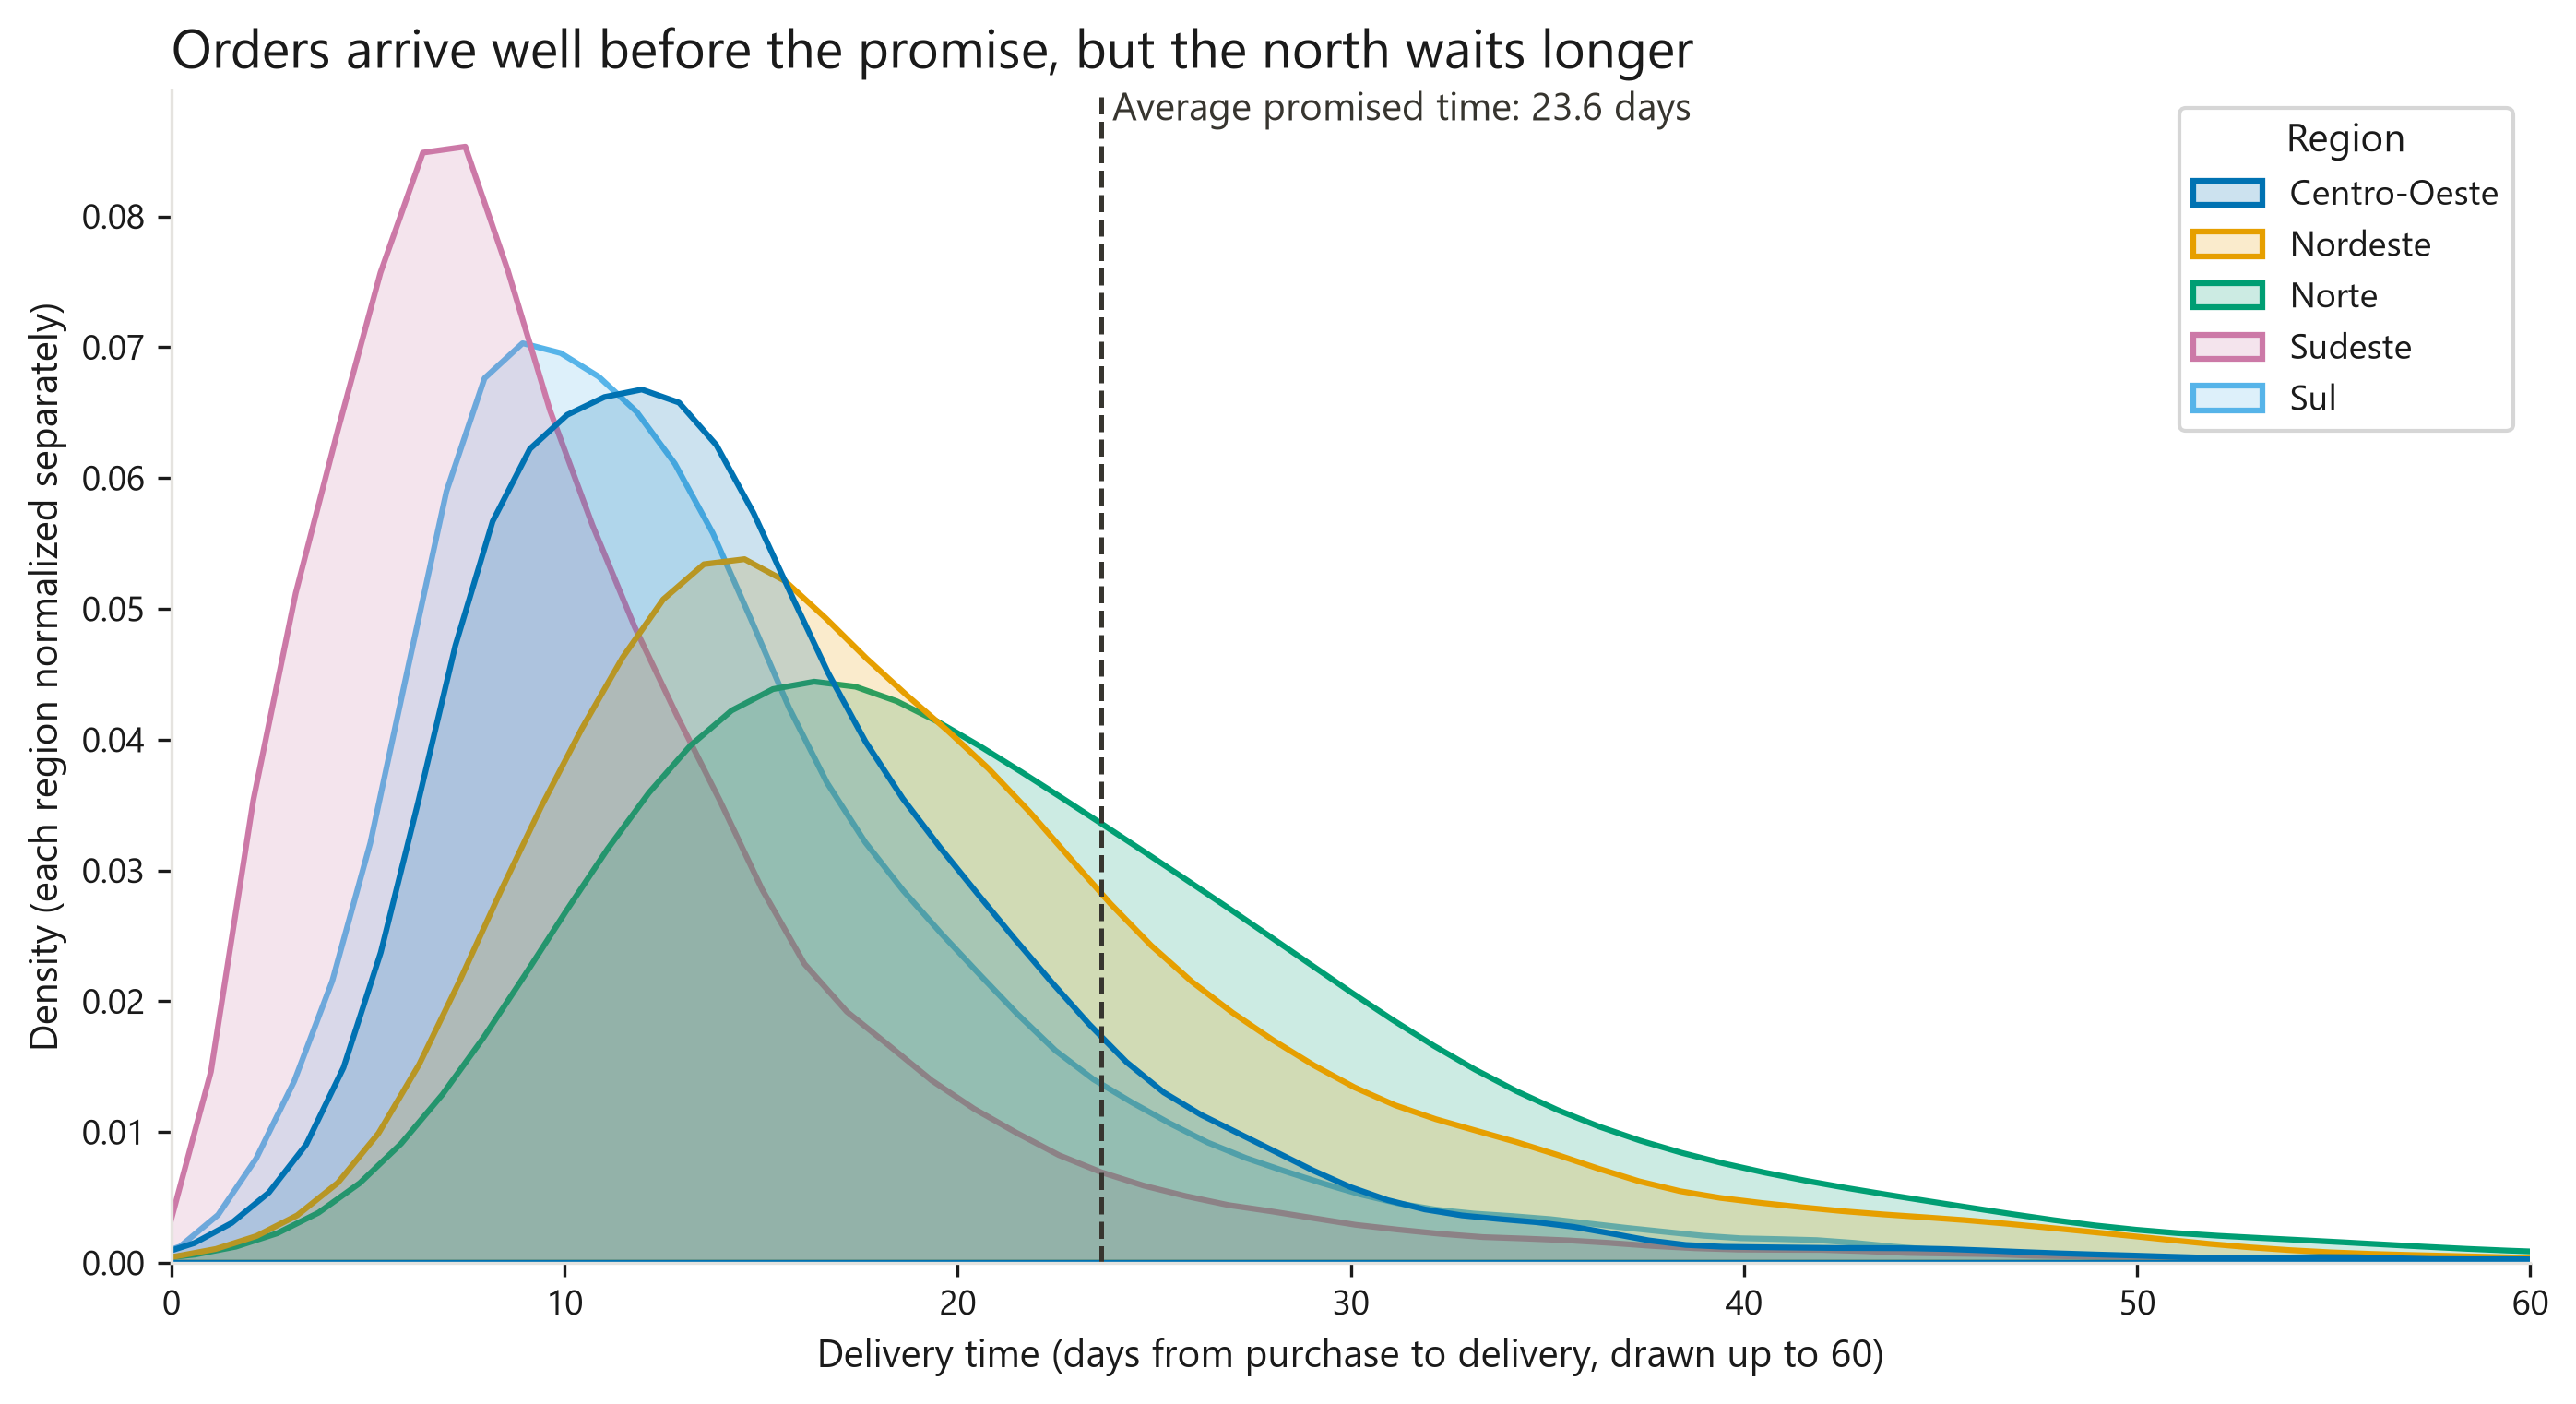 Orders arrive well before the promise, but the north waits longer
Average promised time: 23.6 days
Region
Centro-Oeste
Nordeste
Norte
Sudeste
Sul
Density (each region normalized separately)
0.08
0.07
0.06
0.05
0.04
0.03
0.02
0.01
0.00
0 10 20 30 40 50 60
Delivery time (days from purchase to delivery, drawn up to 60)